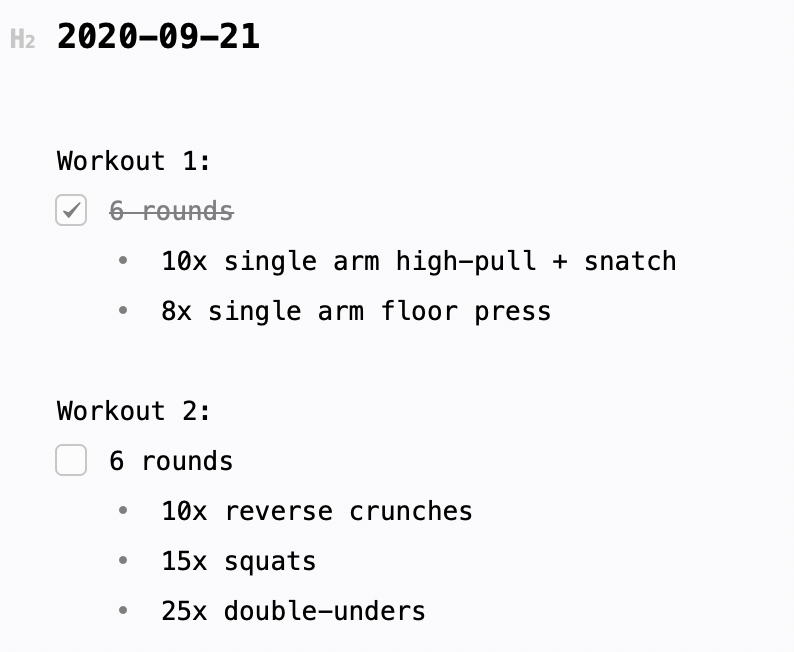 H2 2020-09-21
Workout 1:
6 rounds
• 10x single arm high-pull + snatch
• 8x single arm floor press
Workout 2:
6 rounds
• 10x reverse crunches
• 15x squats
• 25x double-unders